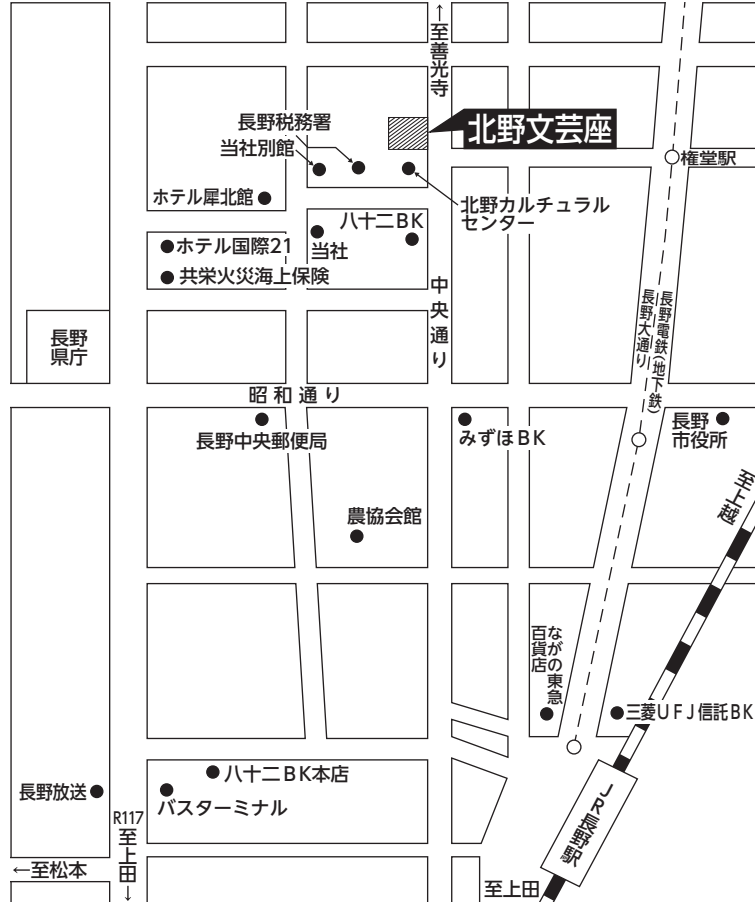 ↑至善光寺
北野文芸座
長野税務署
当社別館
権堂駅
ホテル犀北館
北野カルチュラル
センター
八十二BK
当社
ホテル国際21
共栄火災海上保険
中央通り
長野電鉄(地下鉄)
長野大通り
長野
県庁
昭和通り
長野中央郵便局
みずほBK
長野
市役所
至上越
農協会館
ながの東急
百貨店
三菱UFJ信託BK
八十二BK本店
長野放送
バスターミナル
R117
至上田↓
JR長野駅
←至松本
至上田